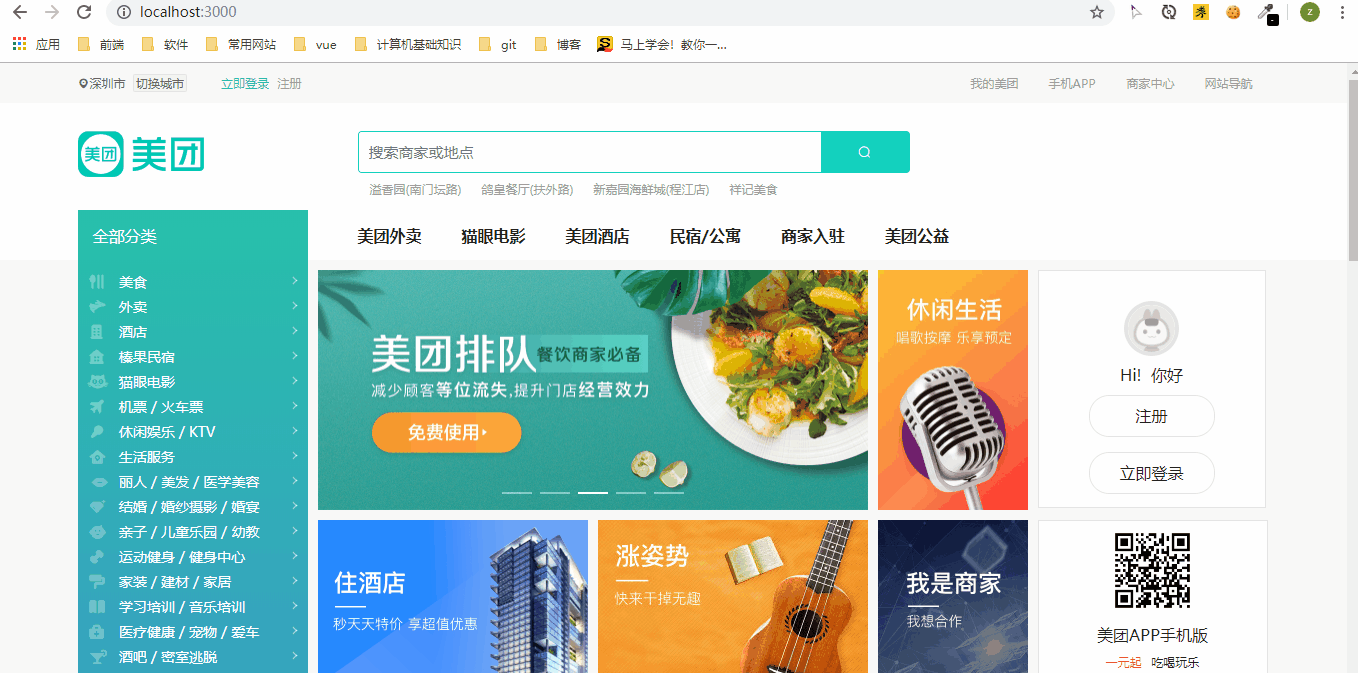 localhost:3000
Z
应用 前端 软件 常用网站 vue 计算机基础知识 git 博客 马上学会！教你一...
深圳市 切换城市 立即登录 注册 我的美团 手机APP 商家中心 网站导航
美团 美团
搜索商家或地点
溢香园(南门坛路) 鸽皇餐厅(扶外路) 新嘉园海鲜城(程江店) 祥记美食
全部分类 美团外卖 猫眼电影 美团酒店 民宿/公寓 商家入驻 美团公益
美食
外卖
酒店
榛果民宿
猫眼电影
机票 / 火车票
休闲娱乐 / KTV
生活服务
丽人 / 美发 / 医学美容
结婚 / 婚纱摄影 / 婚宴
亲子 / 儿童乐园 / 幼教
运动健身 / 健身中心
家装 / 建材 / 家居
学习培训 / 音乐培训
医疗健康 / 宠物 / 爱车
酒吧 / 密室逃脱
美团排队 餐饮商家必备
减少顾客等位流失,提升门店经营效力
免费使用
休闲生活
唱歌按摩 乐享预定
Hi! 你好
注册
立即登录
住酒店
秒天天特价 享超值优惠
涨姿势
快来干掉无趣
我是商家
我想合作
美团APP手机版
一元起 吃喝玩乐